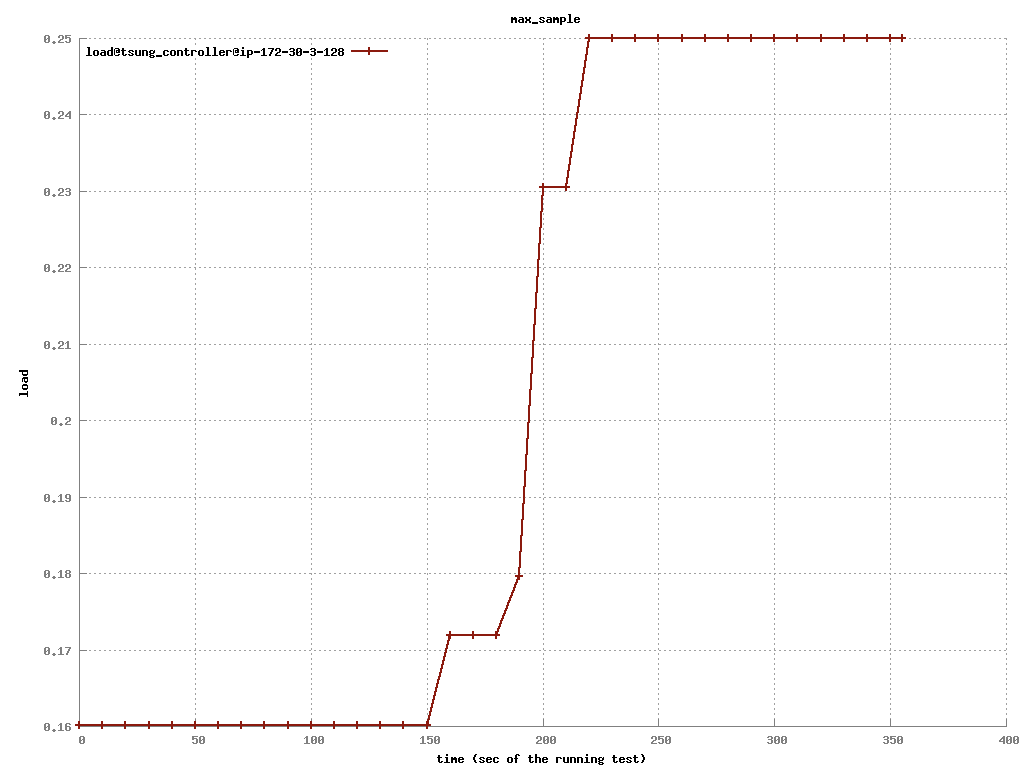 max_sample
load@tsung_controller@ip-172-30-3-128
0.25
0.24
0.23
0.22
0.21
0.2
0.19
0.18
0.17
0.16
load
0 50 100 150 200 250 300 350 400
time (sec of the running test)